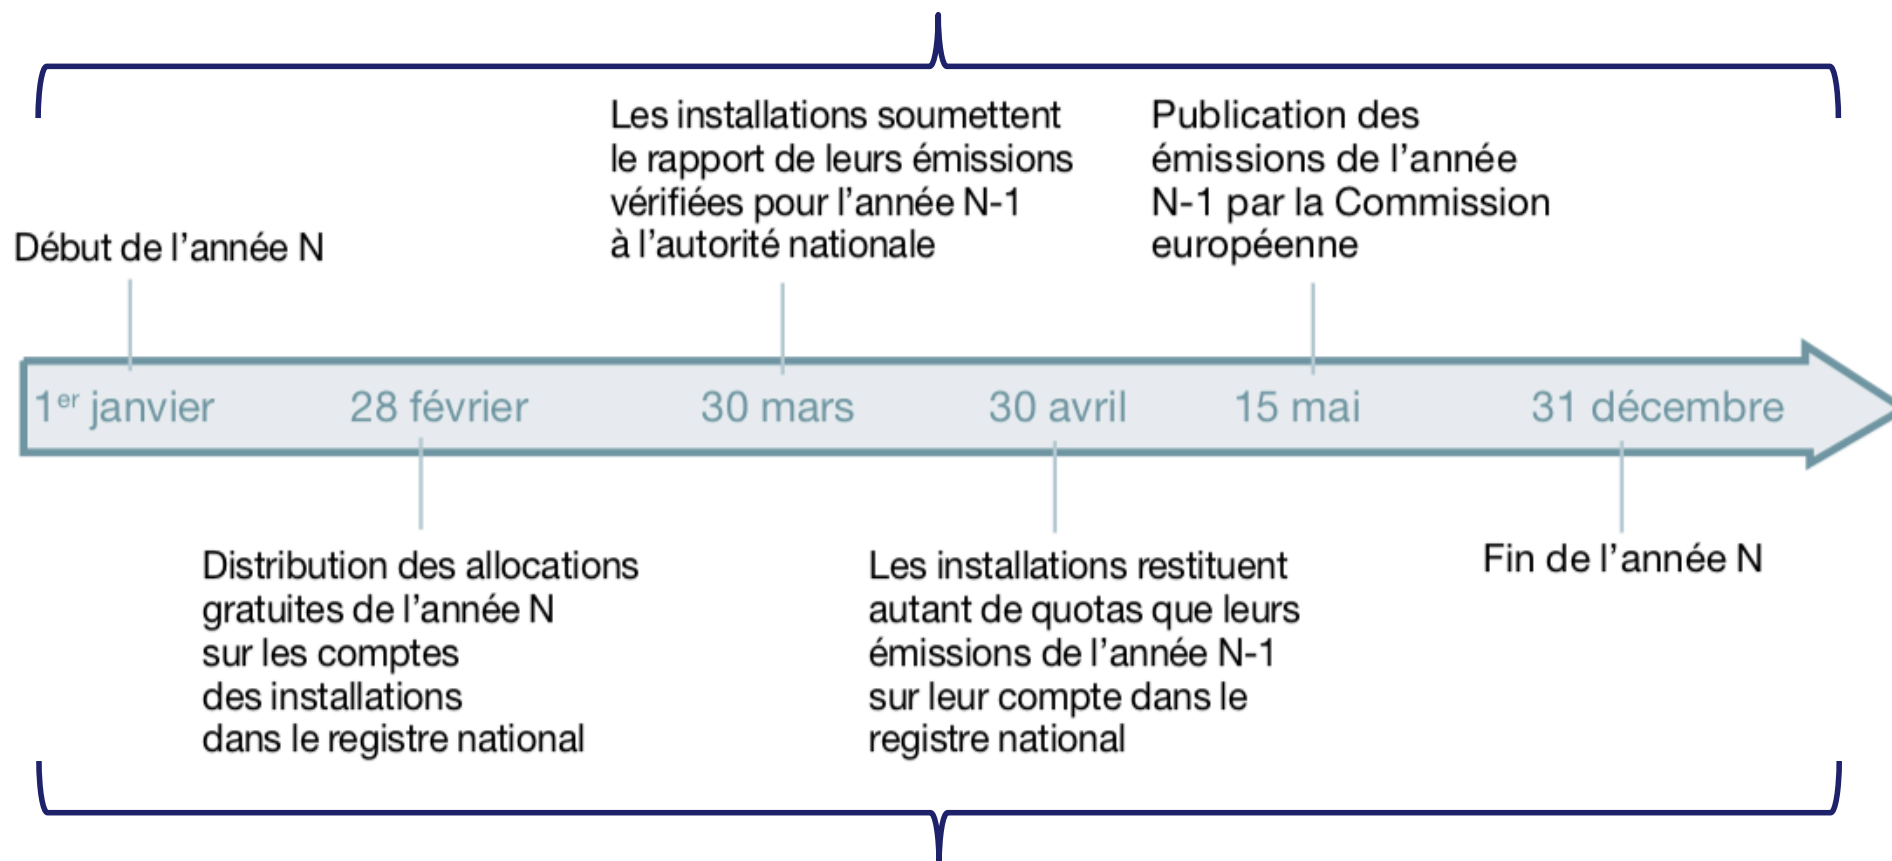 Les installations soumettent
le rapport de leurs émissions
vérifiées pour l'année N-1
à l'autorité nationale
Publication des
émissions de l'année
N-1 par la Commission
européenne
Début de l'année N
1er janvier
28 février
30 mars
30 avril
15 mai
31 décembre
Distribution des allocations
gratuites de l'année N
sur les comptes
des installations
dans le registre national
Les installations restituent
autant de quotas que leurs
émissions de l'année N-1
sur leur compte dans le
registre national
Fin de l'année N